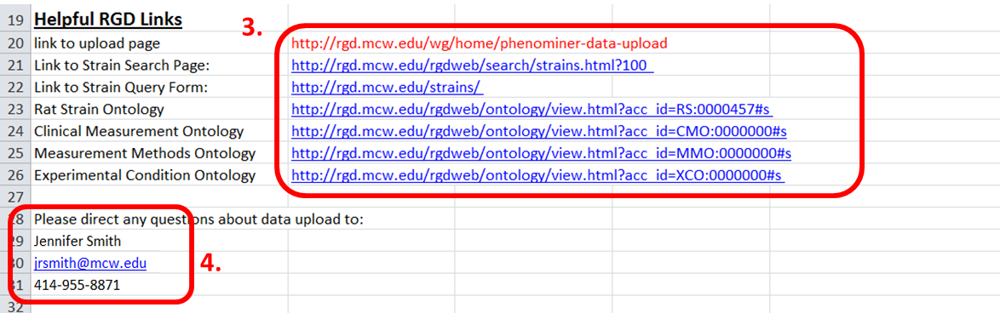 19 Helpful RGD Links
3.
20 link to upload page http://rgd.mcw.edu/wg/home/phenominer-data-upload
21 Link to Strain Search Page: http://rgd.mcw.edu/rgdweb/search/strains.html?100
22 Link to Strain Query Form: http://rgd.mcw.edu/strains/
23 Rat Strain Ontology http://rgd.mcw.edu/rgdweb/ontology/view.html?acc_id=RS:0000457#s
24 Clinical Measurement Ontology http://rgd.mcw.edu/rgdweb/ontology/view.html?acc_id=CMO:0000000#s
25 Measurement Methods Ontology http://rgd.mcw.edu/rgdweb/ontology/view.html?acc_id=MMO:0000000#s
26 Experimental Condition Ontology http://rgd.mcw.edu/rgdweb/ontology/view.html?acc_id=XCO:0000000#s
27
28 Please direct any questions about data upload to:
29 Jennifer Smith
30 jrsmith@mcw.edu
4.
31 414-955-8871
32